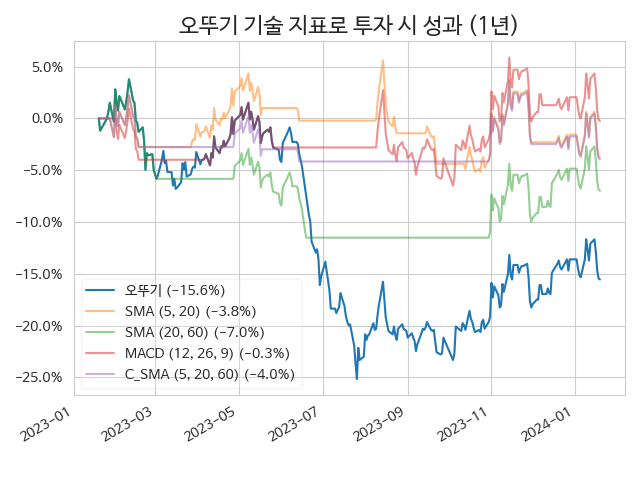 오뚜기 기술 지표로 투자 시 성과 (1년)
5.0%
0.0%
−5.0%
−10.0%
−15.0%
−20.0%
−25.0%
오뚜기 (−15.6%)
SMA (5, 20) (−3.8%)
SMA (20, 60) (−7.0%)
MACD (12, 26, 9) (−0.3%)
C_SMA (5, 20, 60) (−4.0%)
2023-01
2023-03
2023-05
2023-07
2023-09
2023-11
2024-01